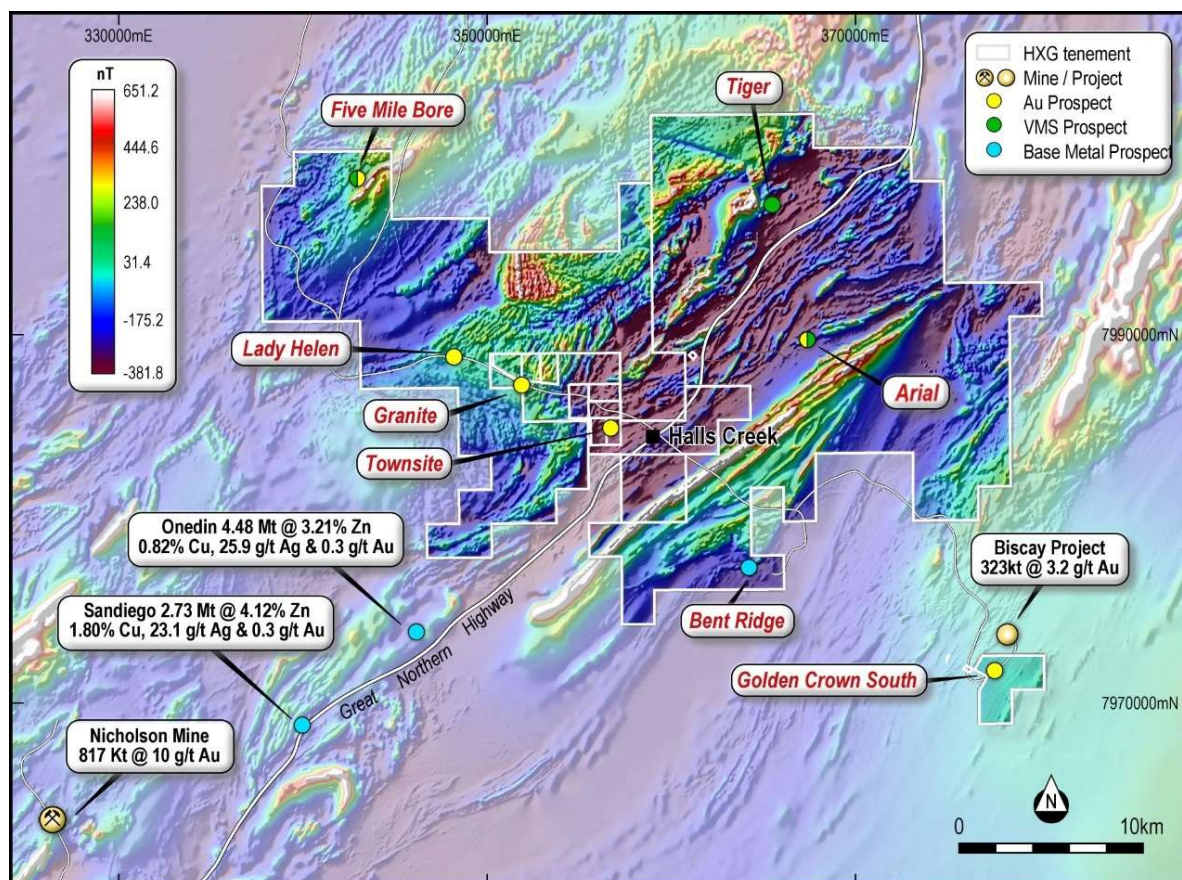 330000mE
350000mE
370000mE
nT
651.2
444.6
238.0
31.4
-175.2
-381.8
HXG tenement
Mine / Project
Au Prospect
VMS Prospect
Base Metal Prospect
Five Mile Bore
Tiger
7990000mN
Lady Helen
Granite
Arial
Townsite
Halls Creek
Onedin 4.48 Mt @ 3.21% Zn
0.82% Cu, 25.9 g/t Ag & 0.3 g/t Au
Biscay Project
323kt @ 3.2 g/t Au
Sandiego 2.73 Mt @ 4.12% Zn
1.80% Cu, 23.1 g/t Ag & 0.3 g/t Au
Bent Ridge
Great Northern Highway
Golden Crown South
7970000mN
Nicholson Mine
817 Kt @ 10 g/t Au
N
0
10km